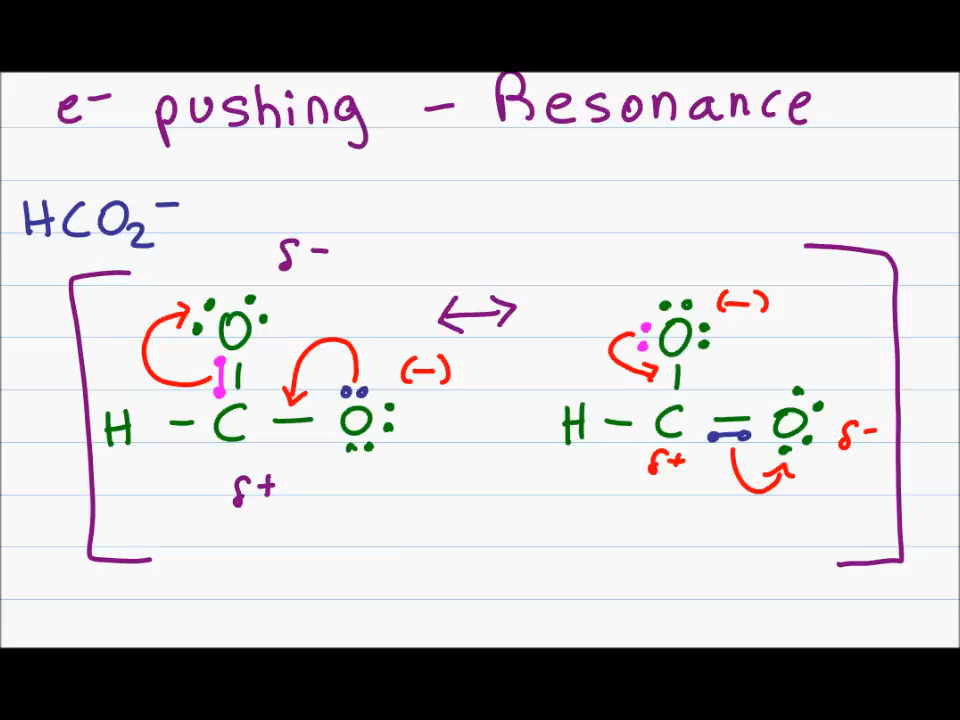 e⁻ pushing - Resonance
HCO₂⁻
δ-
O ↔ O (-)
(-)
H - C - O H - C = O δ-
δ+ δ+